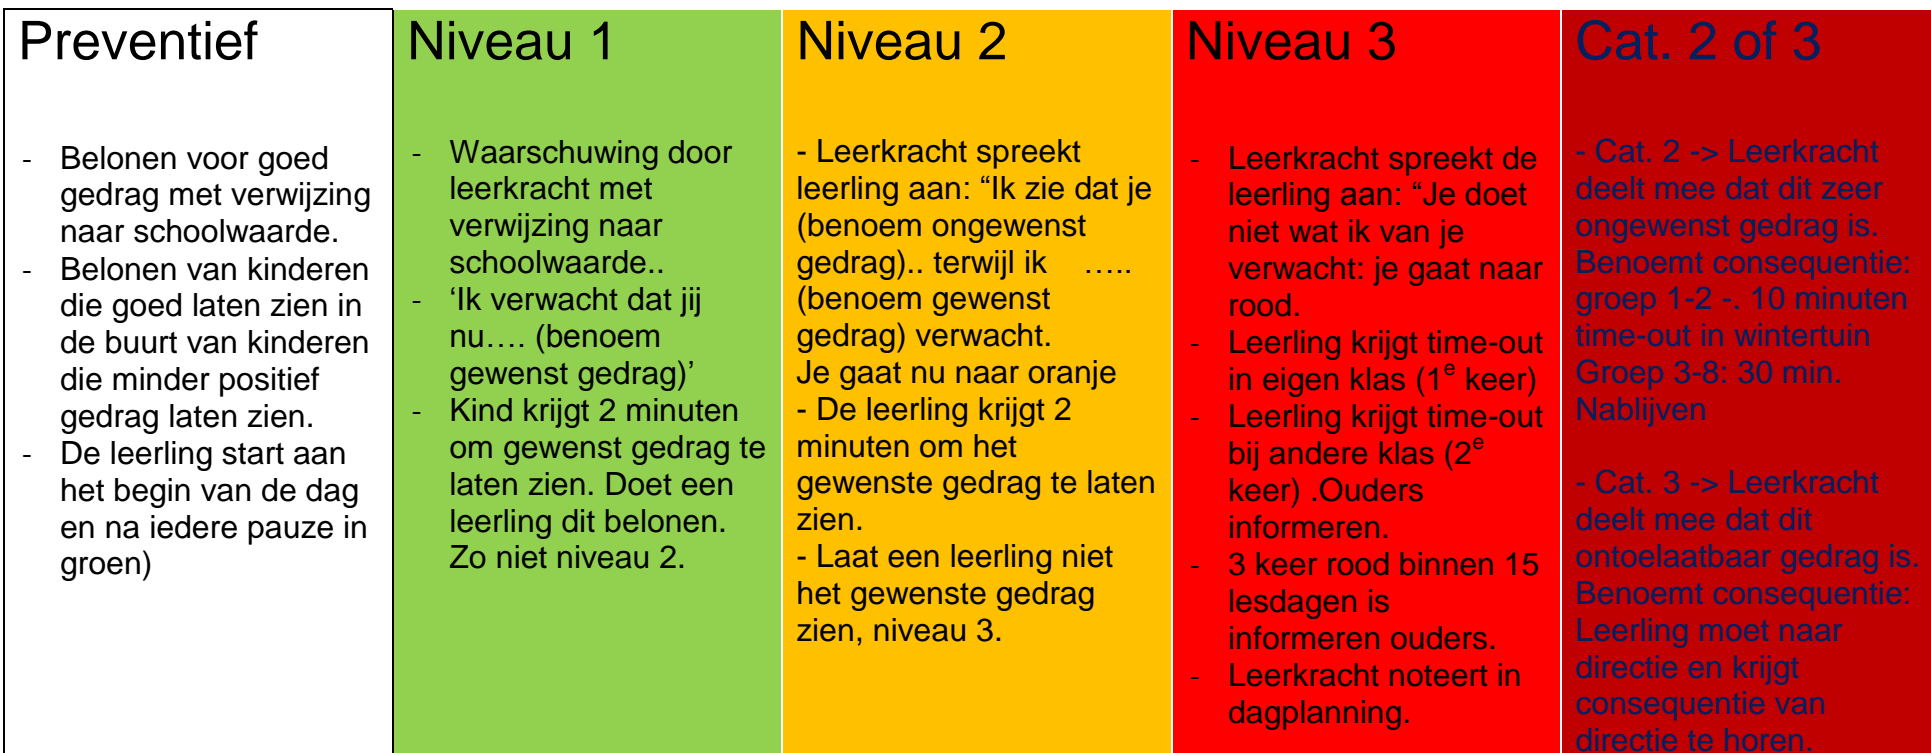 Preventief
- Belonen voor goed
gedrag met verwijzing
naar schoolwaarde.
- Belonen van kinderen
die goed laten zien in
de buurt van kinderen
die minder positief
gedrag laten zien.
- De leerling start aan
het begin van de dag
en na iedere pauze in
groen)
Niveau 1
- Waarschuwing door
leerkracht met
verwijzing naar
schoolwaarde..
- ‘Ik verwacht dat jij
nu…. (benoem
gewenst gedrag)’
- Kind krijgt 2 minuten
om gewenst gedrag te
laten zien. Doet een
leerling dit belonen.
Zo niet niveau 2.
Niveau 2
- Leerkracht spreekt
leerling aan: “Ik zie dat je
(benoem ongewenst
gedrag).. terwijl ik …..
(benoem gewenst
gedrag) verwacht.
Je gaat nu naar oranje
- De leerling krijgt 2
minuten om het
gewenste gedrag te laten
zien.
- Laat een leerling niet
het gewenste gedrag
zien, niveau 3.
Niveau 3
- Leerkracht spreekt de
leerling aan: “Je doet
niet wat ik van je
verwacht: je gaat naar
rood.
- Leerling krijgt time-out
in eigen klas (1e keer)
- Leerling krijgt time-out
bij andere klas (2e
keer) .Ouders
informeren.
- 3 keer rood binnen 15
lesdagen is
informeren ouders.
- Leerkracht noteert in
dagplanning.
Cat. 2 of 3
- Cat. 2 -> Leerkracht
deelt mee dat dit zeer
ongewenst gedrag is.
Benoemt consequentie:
groep 1-2 -. 10 minuten
time-out in wintertuin
Groep 3-8: 30 min.
Nablijven
- Cat. 3 -> Leerkracht
deelt mee dat dit
ontoelaatbaar gedrag is.
Benoemt consequentie:
Leerling moet naar
directie en krijgt
consequentie van
directie te horen.